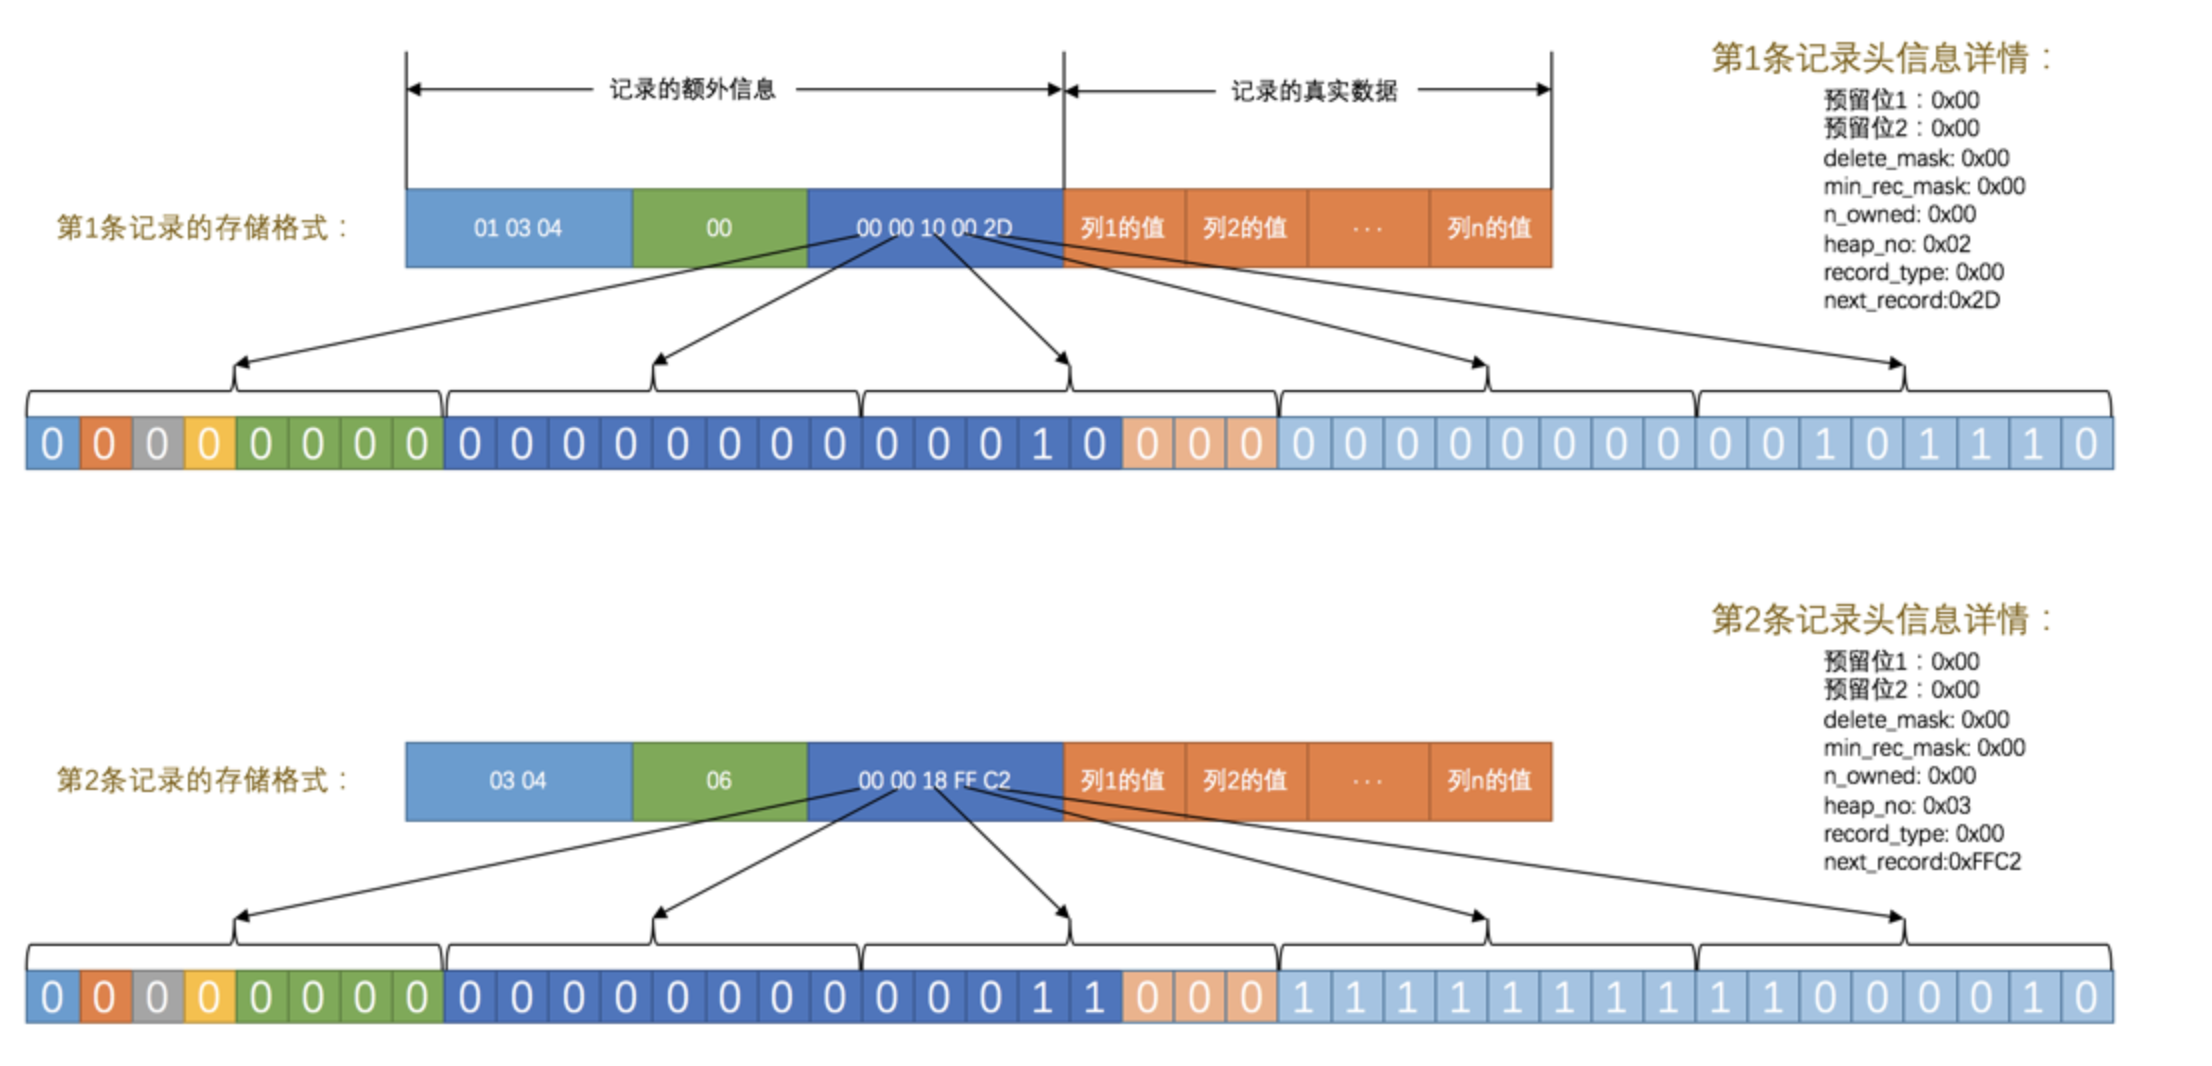 记录的额外信息
记录的真实数据
第1条记录头信息详情：
预留位1：0x00
预留位2：0x00
delete_mask: 0x00
min_rec_mask: 0x00
n_owned: 0x00
heap_no: 0x02
record_type: 0x00
next_record:0x2D
第1条记录的存储格式：
01 03 04 00 00 00 10 00 2D 列1的值 列2的值 ··· 列n的值
0 0 0 0 0 0 0 0 0 0 0 0 0 0 0 0 0 0 0 1 0 0 0 0 0 0 0 0 0 0 0 0 0 0 1 0 1 1 1 0
第2条记录头信息详情：
预留位1：0x00
预留位2：0x00
delete_mask: 0x00
min_rec_mask: 0x00
n_owned: 0x00
heap_no: 0x03
record_type: 0x00
next_record:0xFFC2
第2条记录的存储格式：
03 04 06 00 00 18 FF C2 列1的值 列2的值 ··· 列n的值
0 0 0 0 0 0 0 0 0 0 0 0 0 0 0 0 0 0 0 1 1 0 0 0 1 1 1 1 1 1 1 1 1 1 0 0 0 0 1 0